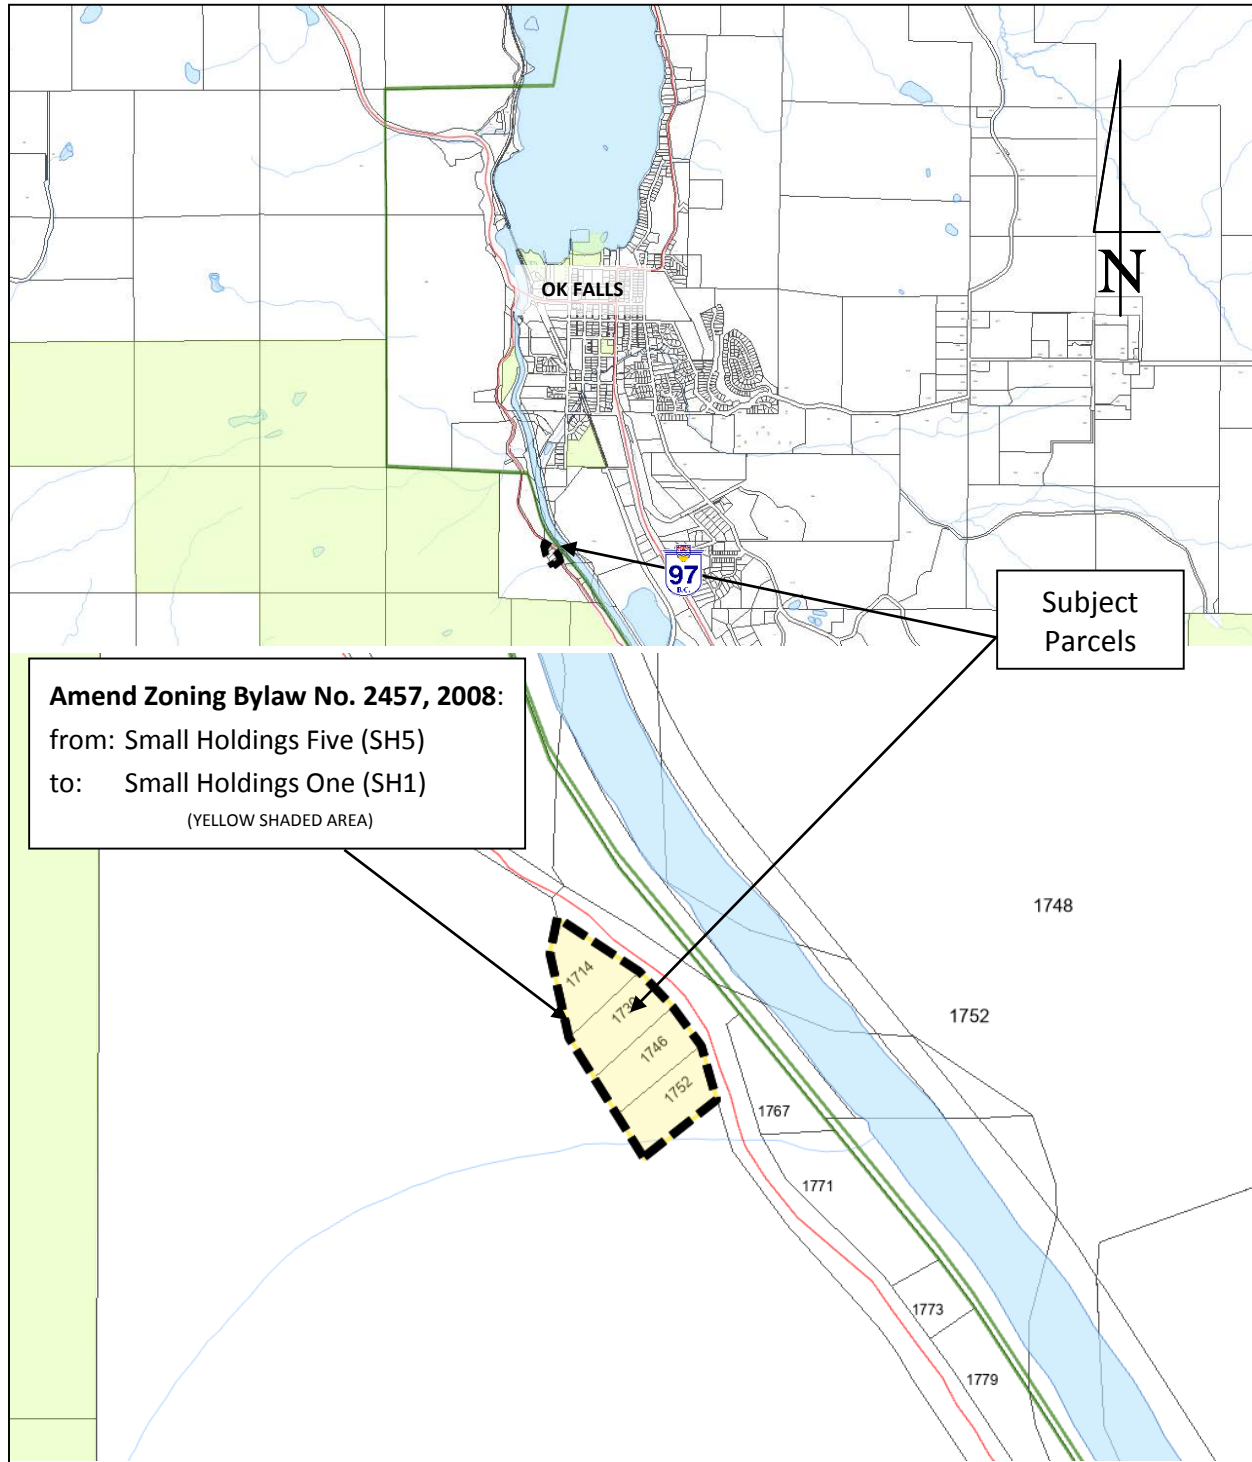 OK FALLS
N
97
B.C.
Subject
Parcels
Amend Zoning Bylaw No. 2457, 2008:
from: Small Holdings Five (SH5)
to: Small Holdings One (SH1)
(YELLOW SHADED AREA)
1748
1714
1752
1746
1752
1767
1771
1773
1779